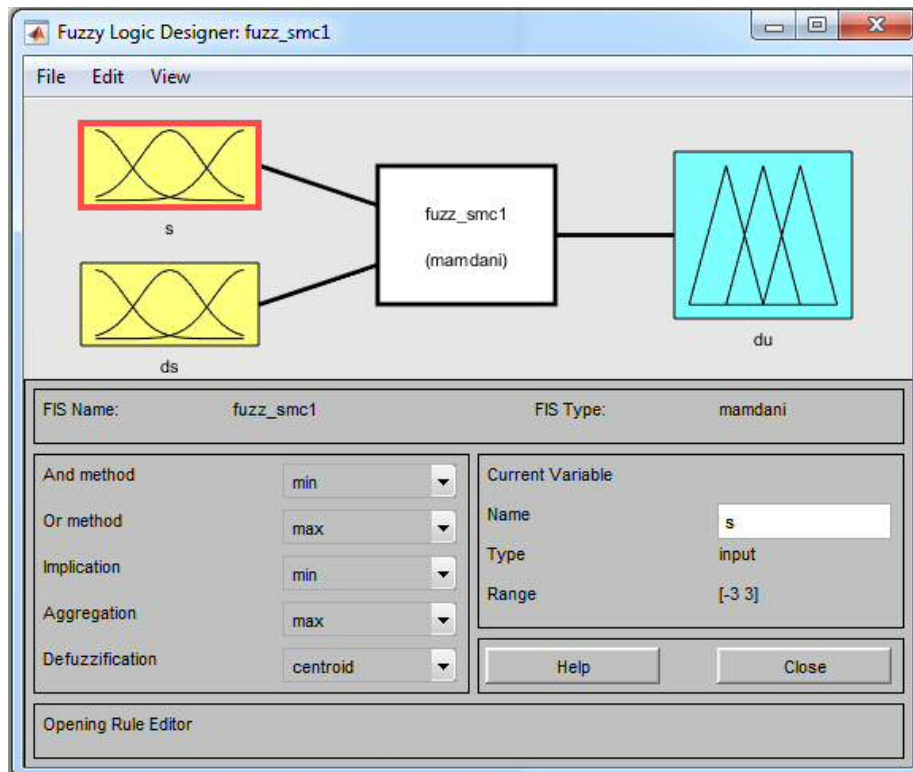 Fuzzy Logic Designer: fuzz_smc1
File Edit View
s
ds
fuzz_smc1
(mamdani)
du
FIS Name: fuzz_smc1 FIS Type: mamdani
And method min
Or method max
Implication min
Aggregation max
Defuzzification centroid
Current Variable
Name s
Type input
Range [-3 3]
Help Close
Opening Rule Editor